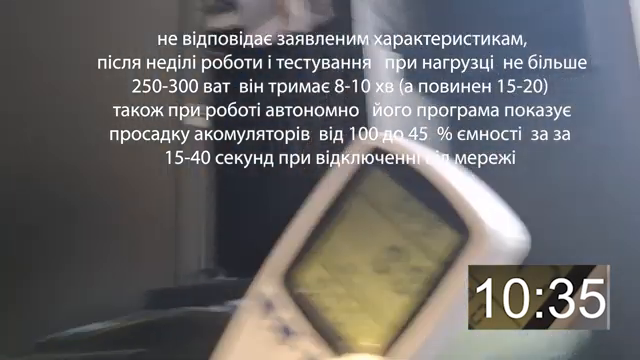 не відповідає заявленим характеристикам,
після неділі роботи і тестування при нагрузці не більше
250-300 ват він тримає 8-10 хв (а повинен 15-20)
також при роботі автономно його програма показує
просадку акомуляторів від 100 до 45 % ємності за за
15-40 секунд при відключенні від мережі
10:35